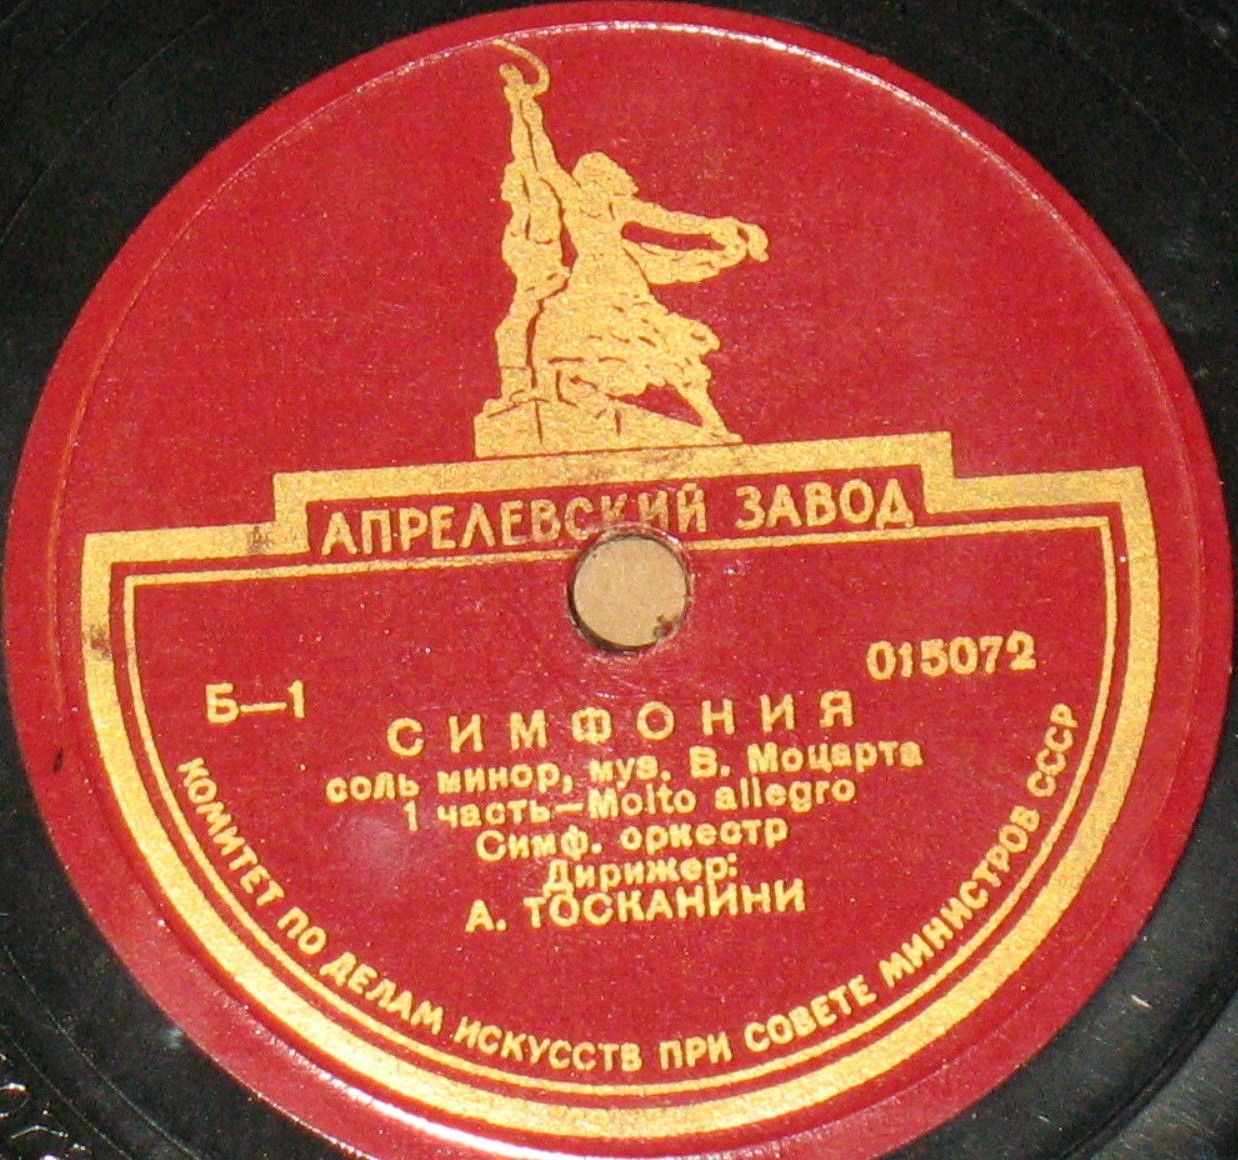 АПРЕЛЕВСКИЙ ЗАВОД
Б—1
015072
СИМФОНИЯ
соль минор, муз. В. Моцарта
1 часть — Molto allegro
Симф. оркестр
Дирижер:
А. ТОСКАНИНИ
КОМИТЕТ ПО ДЕЛАМ ИСКУССТВ ПРИ СОВЕТЕ МИНИСТРОВ СССР